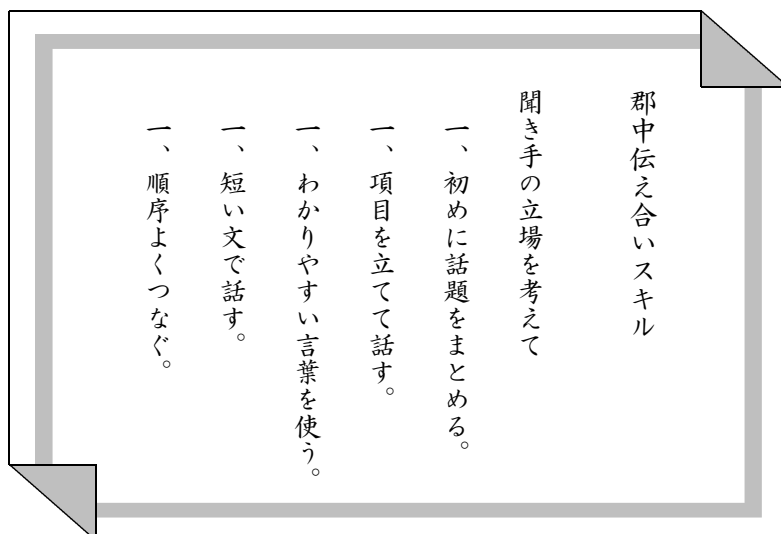 郡中伝え合いスキル
聞き手の立場を考えて
一、初めに話題をまとめる。
一、項目を立てて話す。
一、わかりやすい言葉を使う。
一、短い文で話す。
一、順序よくつなぐ。